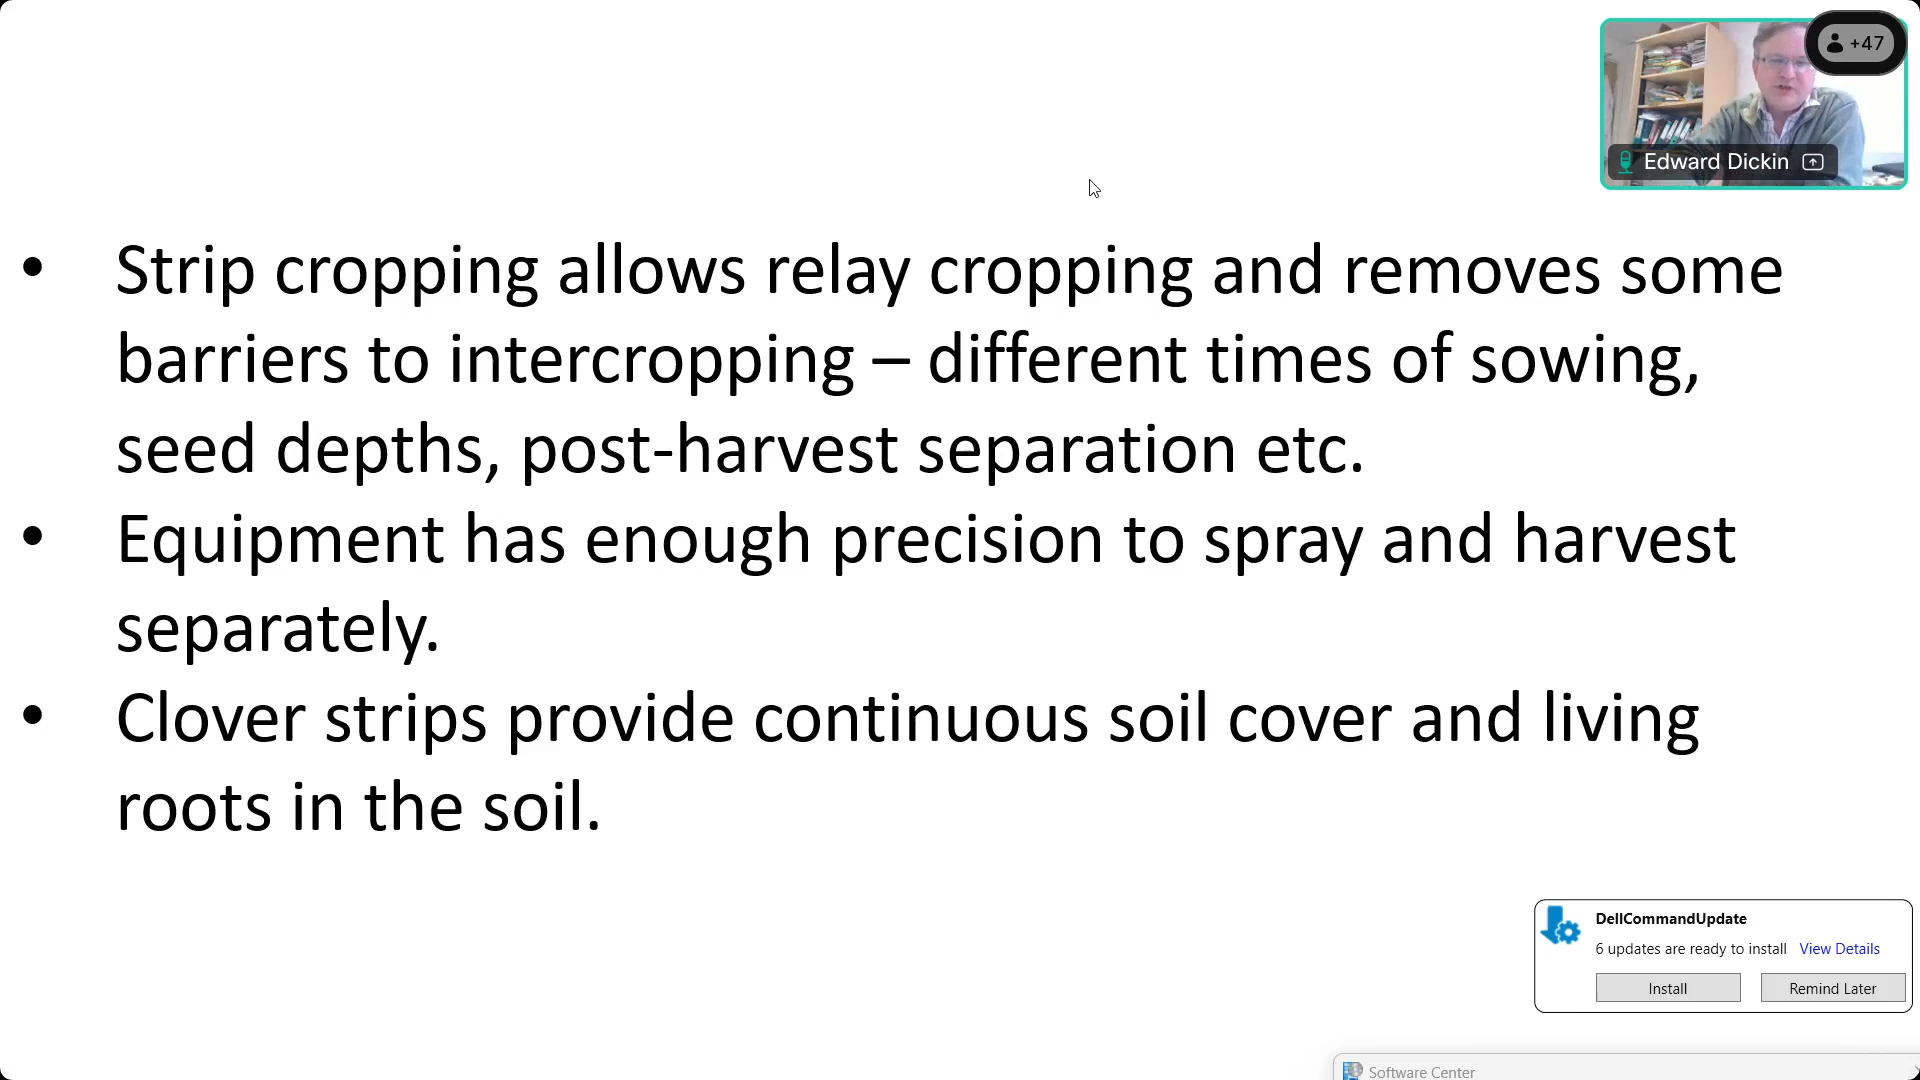 +47
Edward Dickin
• Strip cropping allows relay cropping and removes some
barriers to intercropping – different times of sowing,
seed depths, post-harvest separation etc.
• Equipment has enough precision to spray and harvest
separately.
• Clover strips provide continuous soil cover and living
roots in the soil.
DellCommandUpdate
6 updates are ready to install View Details
Install Remind Later
Software Center